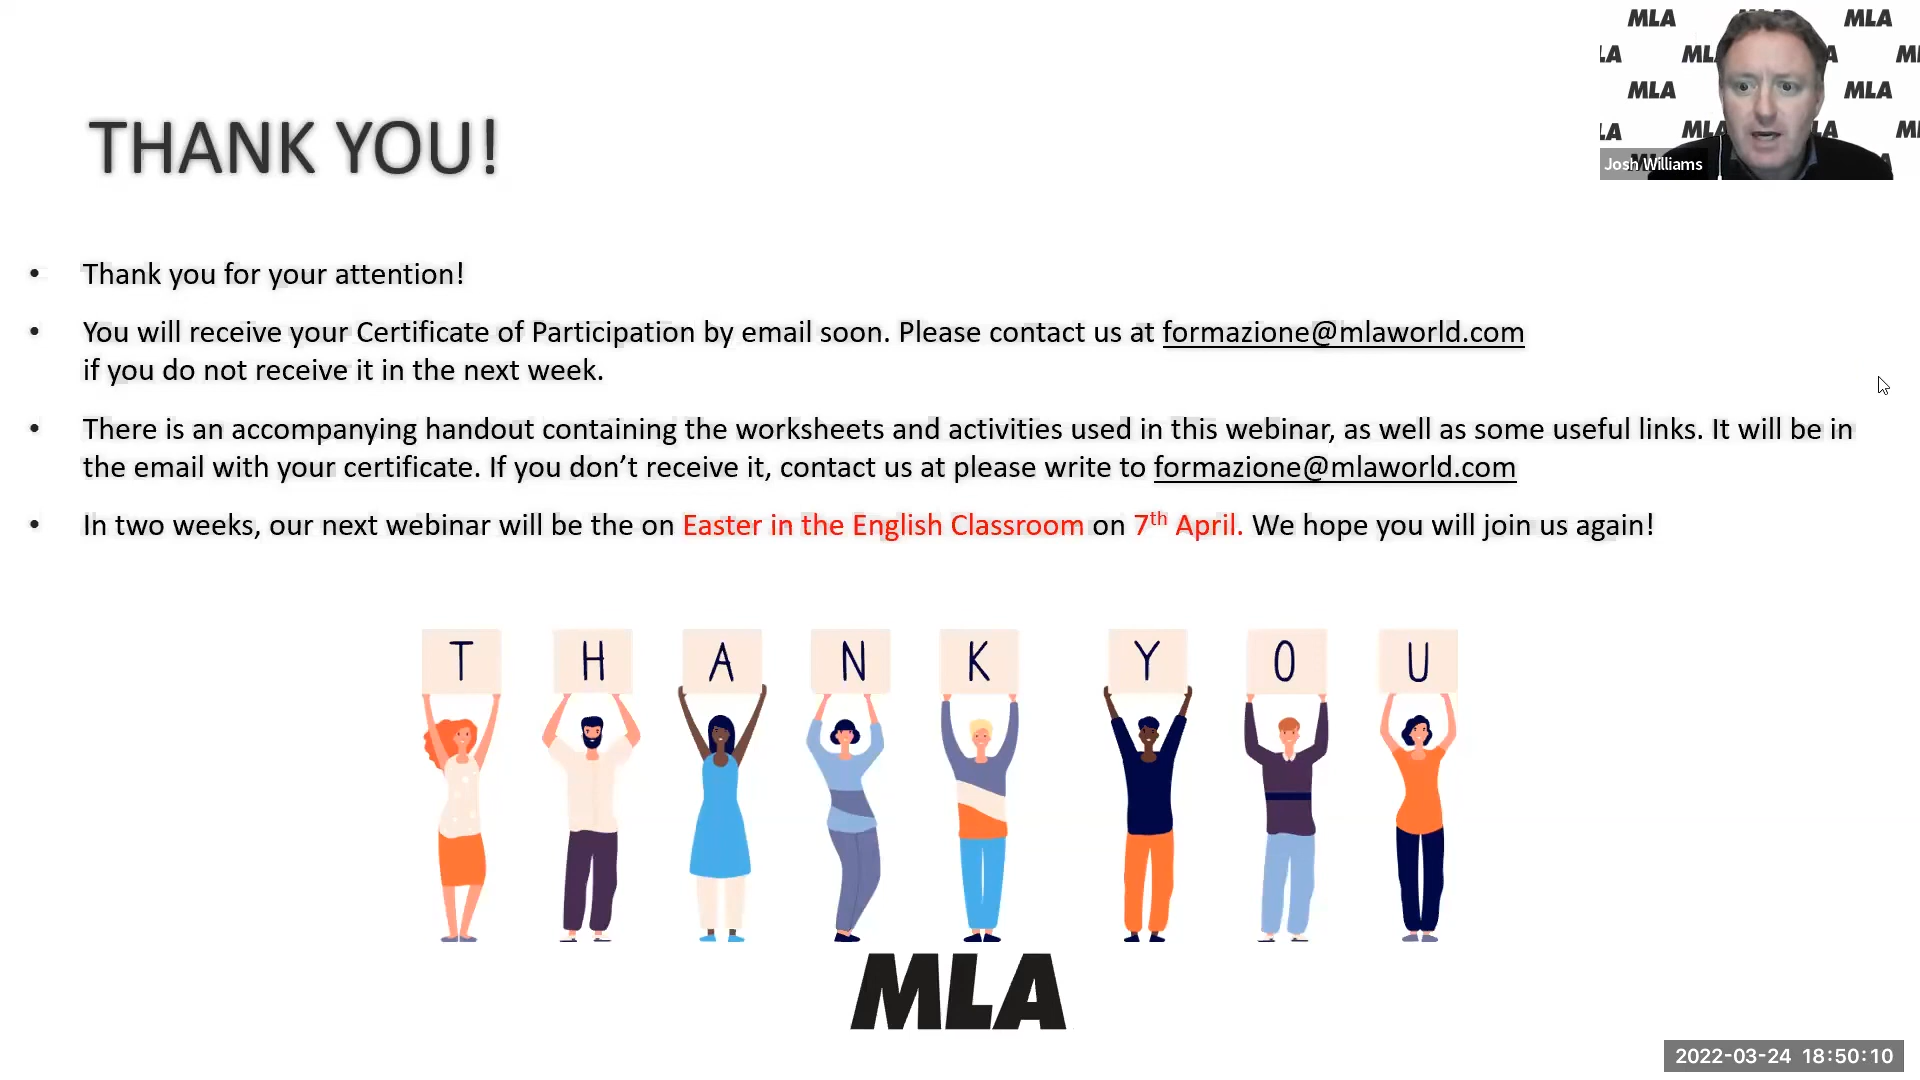 MLA MLA
LA MLA A M
MLA MLA
LA MLA LA M
Josh Williams
THANK YOU!
• Thank you for your attention!
• You will receive your Certificate of Participation by email soon. Please contact us at formazione@mlaworld.com
if you do not receive it in the next week.
• There is an accompanying handout containing the worksheets and activities used in this webinar, as well as some useful links. It will be in
the email with your certificate. If you don’t receive it, contact us at please write to formazione@mlaworld.com
• In two weeks, our next webinar will be the on Easter in the English Classroom on 7th April. We hope you will join us again!
T H A N K Y O U
MLA
2022-03-24 18:50:10